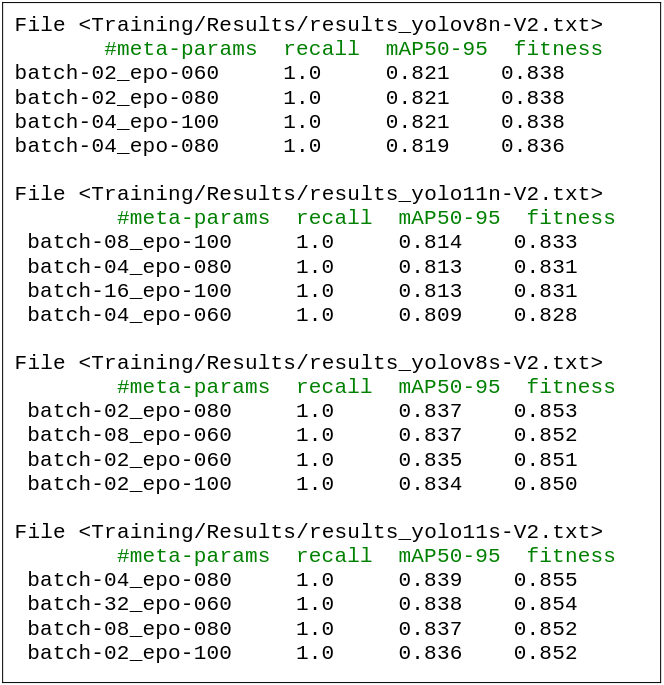 File <Training/Results/results_yolov8n-V2.txt>
#meta-params recall mAP50-95 fitness
batch-02_epo-060 1.0 0.821 0.838
batch-02_epo-080 1.0 0.821 0.838
batch-04_epo-100 1.0 0.821 0.838
batch-04_epo-080 1.0 0.819 0.836
File <Training/Results/results_yolo11n-V2.txt>
#meta-params recall mAP50-95 fitness
batch-08_epo-100 1.0 0.814 0.833
batch-04_epo-080 1.0 0.813 0.831
batch-16_epo-100 1.0 0.813 0.831
batch-04_epo-060 1.0 0.809 0.828
File <Training/Results/results_yolov8s-V2.txt>
#meta-params recall mAP50-95 fitness
batch-02_epo-080 1.0 0.837 0.853
batch-08_epo-060 1.0 0.837 0.852
batch-02_epo-060 1.0 0.835 0.851
batch-02_epo-100 1.0 0.834 0.850
File <Training/Results/results_yolo11s-V2.txt>
#meta-params recall mAP50-95 fitness
batch-04_epo-080 1.0 0.839 0.855
batch-32_epo-060 1.0 0.838 0.854
batch-08_epo-080 1.0 0.837 0.852
batch-02_epo-100 1.0 0.836 0.852